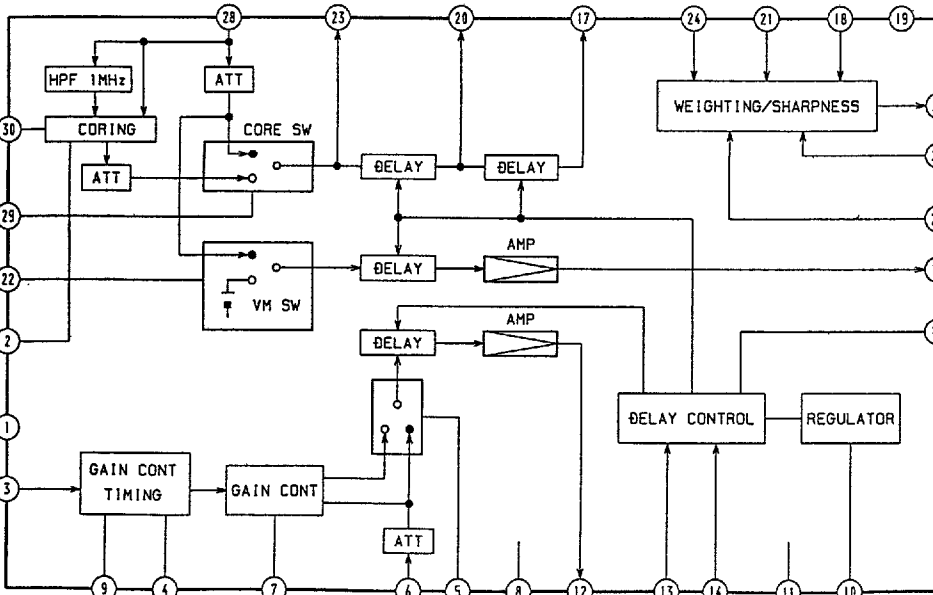 28 23 20 17 24 21 18 19
HPF 1MHz ATT
WEIGHTING/SHARPNESS
30 CORING CORE SW
DELAY DELAY
ATT
29
AMP
22 DELAY
VM SW
AMP
2 DELAY
DELAY CONTROL REGULATOR
1
GAIN CONT
TIMING
3 GAIN CONT
ATT
9 4 7 6 5 8 12 13 14 11 10